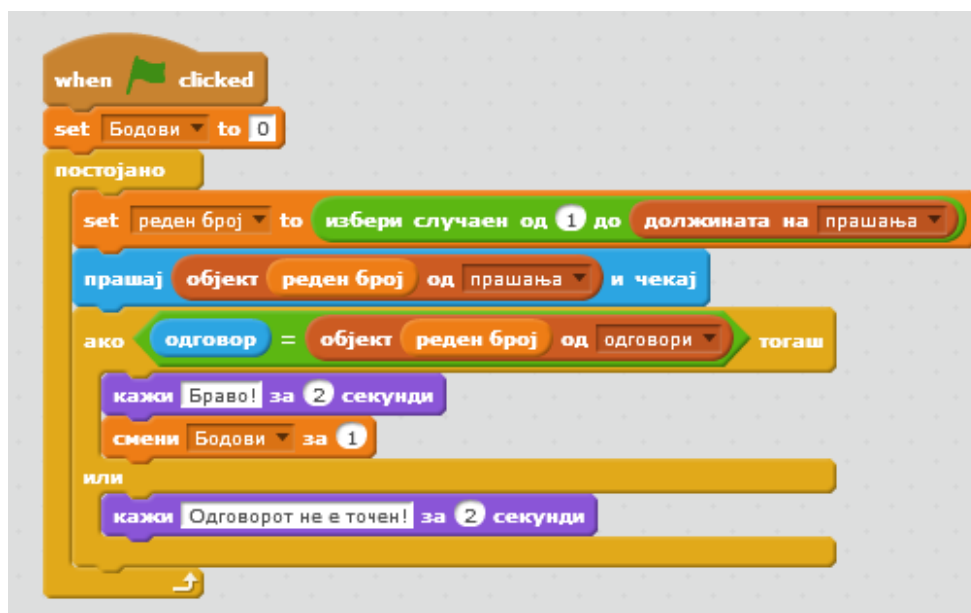 when clicked
set Бодови to 0
постојано
set реден број to избери случаен од 1 до должината на прашања
прашај објект реден број од прашања и чекај
ако одговор = објект реден број од одговори тогаш
кажи Браво! за 2 секунди
смени Бодови за 1
или
кажи Одговорот не е точен! за 2 секунди